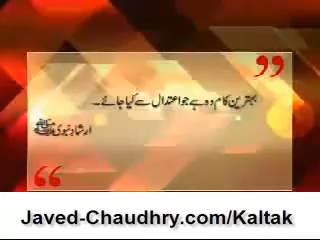 بہترین کام وہ ہے جو اعتدال سے کیا جائے۔
ارشادِ نبوی ﷺ
Javed-Chaudhry.com/Kaltak